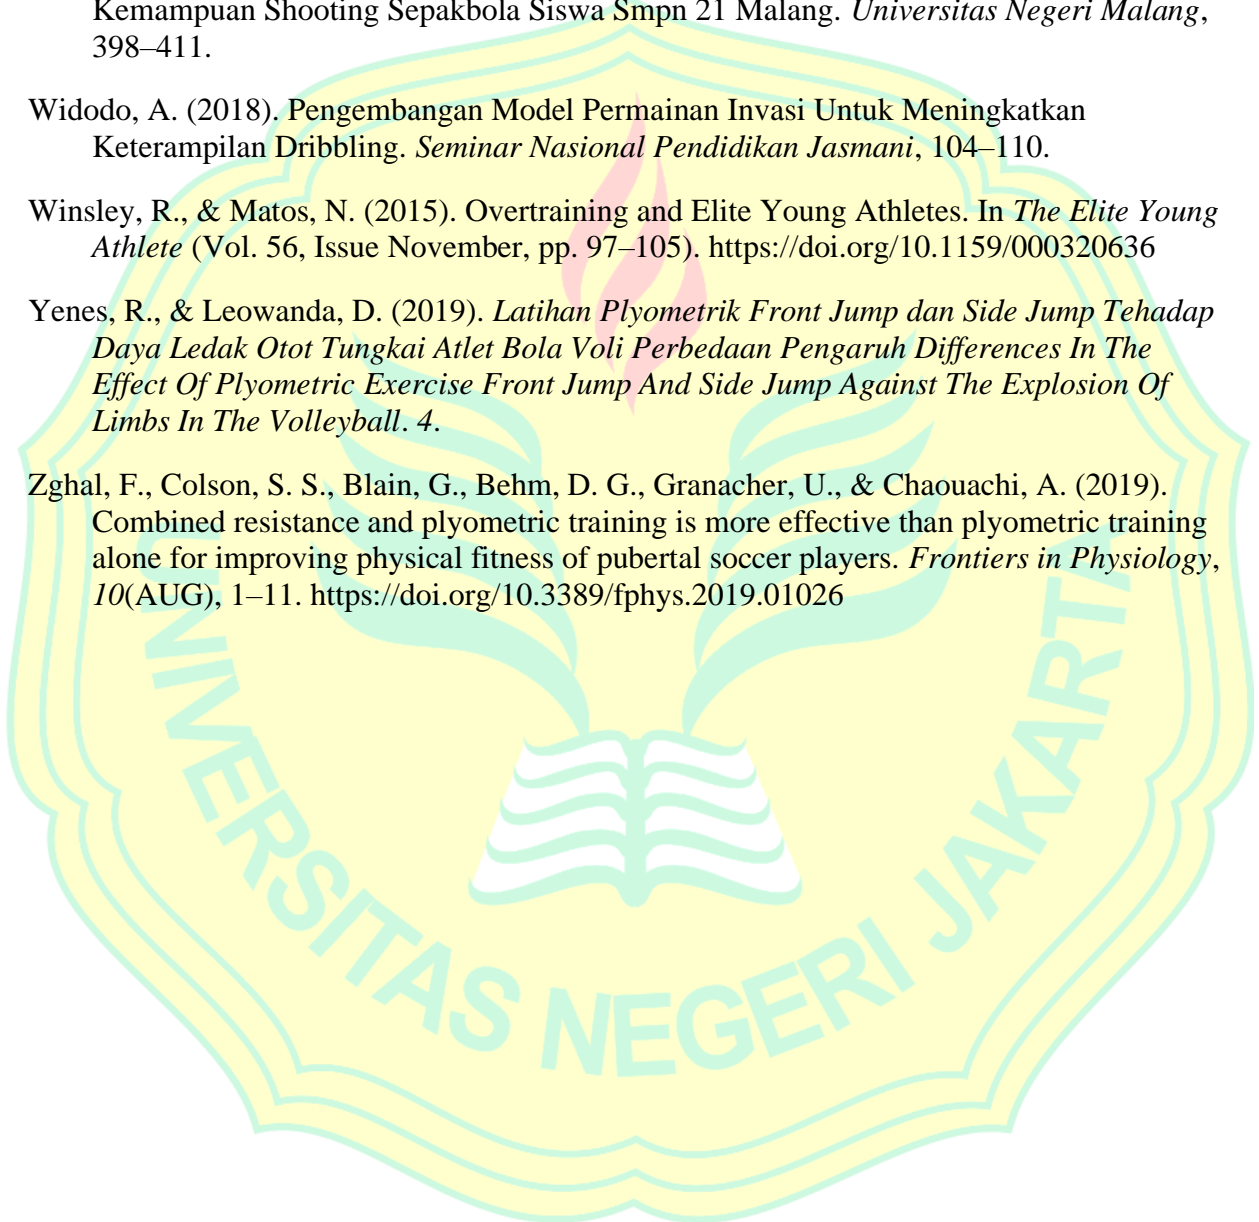 Kemampuan Shooting Sepakbola Siswa Smpn 21 Malang. Universitas Negeri Malang,
398–411.
Widodo, A. (2018). Pengembangan Model Permainan Invasi Untuk Meningkatkan
Keterampilan Dribbling. Seminar Nasional Pendidikan Jasmani, 104–110.
Winsley, R., & Matos, N. (2015). Overtraining and Elite Young Athletes. In The Elite Young
Athlete (Vol. 56, Issue November, pp. 97–105). https://doi.org/10.1159/000320636
Yenes, R., & Leowanda, D. (2019). Latihan Plyometrik Front Jump dan Side Jump Tehadap
Daya Ledak Otot Tungkai Atlet Bola Voli Perbedaan Pengaruh Differences In The
Effect Of Plyometric Exercise Front Jump And Side Jump Against The Explosion Of
Limbs In The Volleyball. 4.
Zghal, F., Colson, S. S., Blain, G., Behm, D. G., Granacher, U., & Chaouachi, A. (2019).
Combined resistance and plyometric training is more effective than plyometric training
alone for improving physical fitness of pubertal soccer players. Frontiers in Physiology,
10(AUG), 1–11. https://doi.org/10.3389/fphys.2019.01026
UNIVERSITAS NEGERI JAKARTA